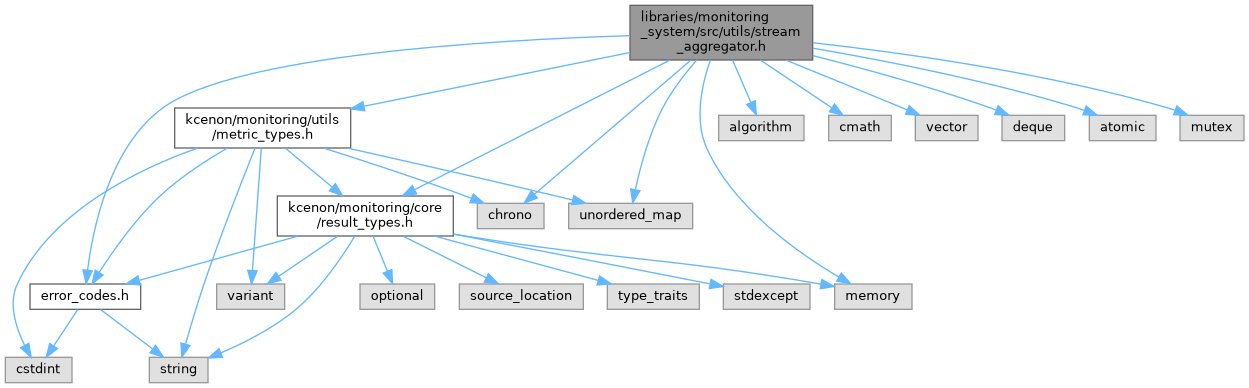 libraries/monitoring
_system/src/utils/stream
_aggregator.h
kcenon/monitoring/utils
/metric_types.h
algorithm
cmath
vector
deque
atomic
mutex
kcenon/monitoring/core
/result_types.h
chrono
unordered_map
error_codes.h
variant
optional
source_location
type_traits
stdexcept
memory
cstdint
string